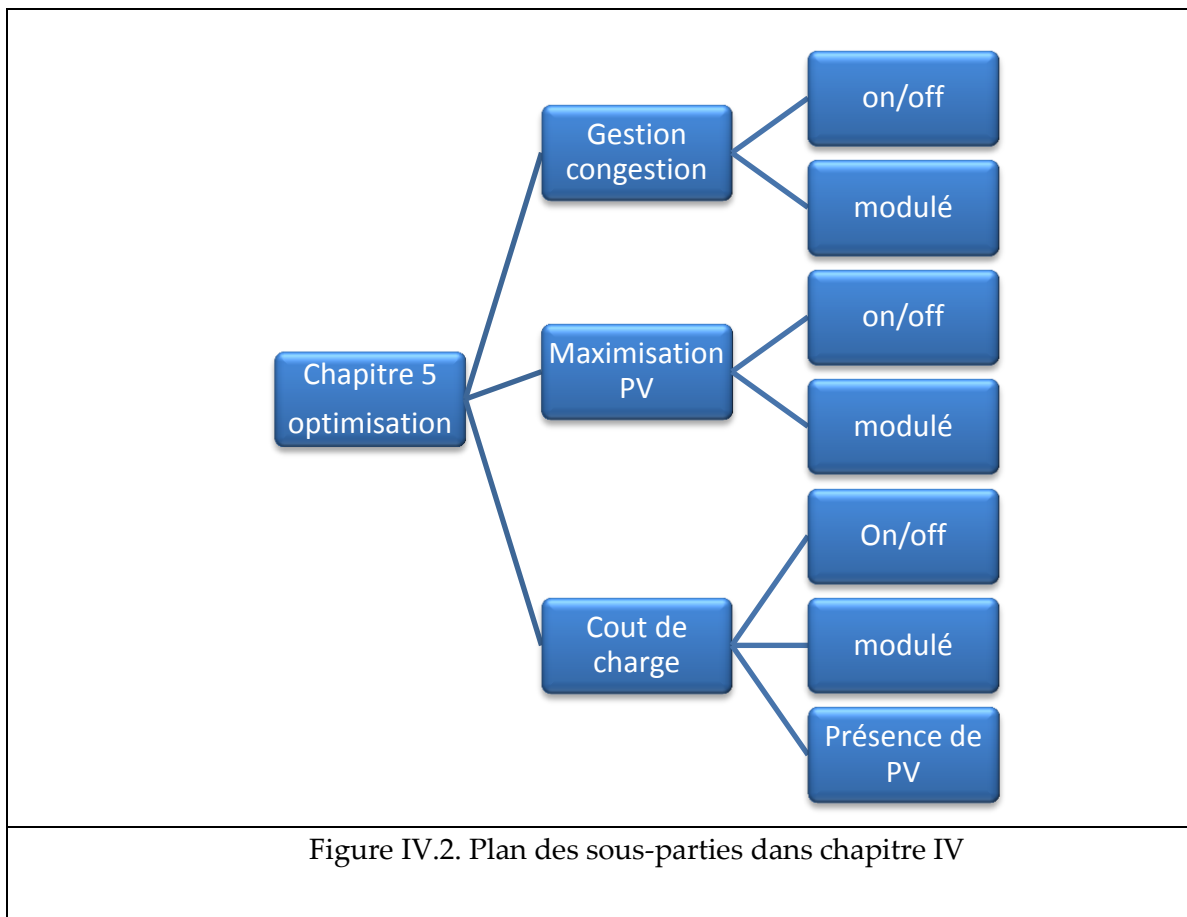 on/off
Gestion
congestion
modulé
on/off
Maximisation
PV
Chapitre 5
optimisation
modulé
On/off
Cout de
charge
modulé
Présence de
PV
Figure IV.2. Plan des sous-parties dans chapitre IV